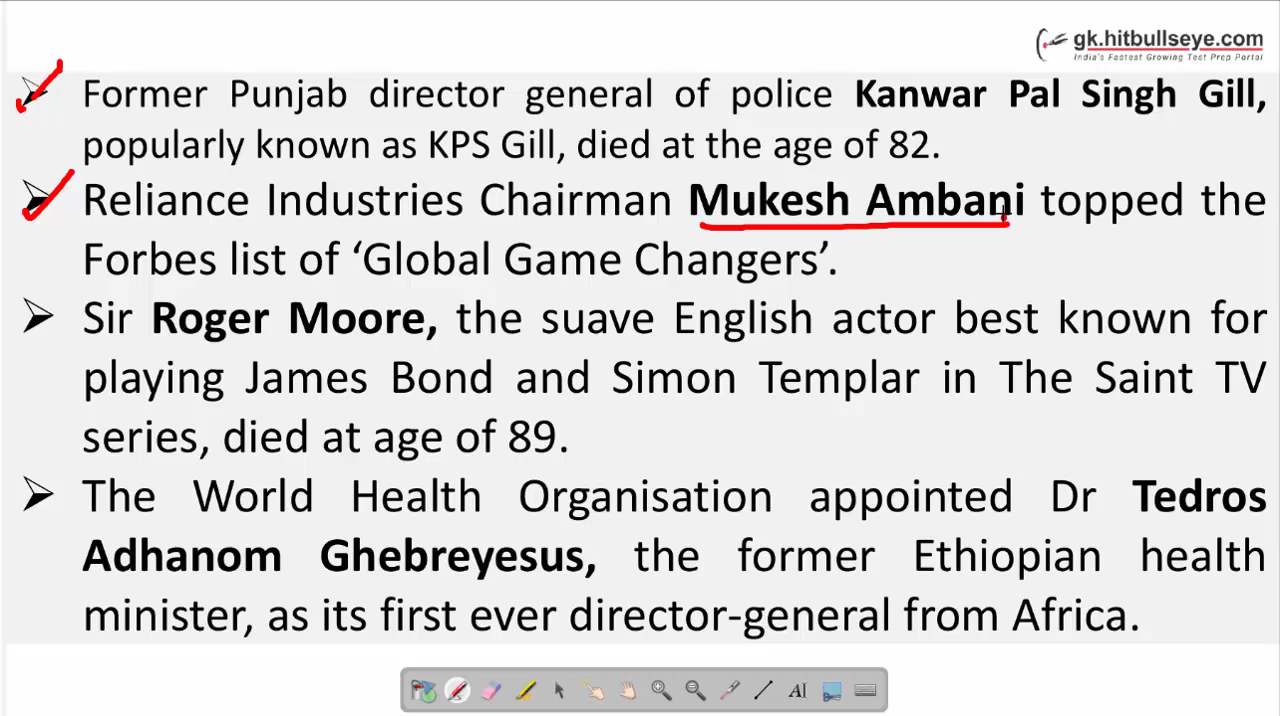 gk.hitbullseye.com
India's Fastest Growing Test Prep Portal
Former Punjab director general of police Kanwar Pal Singh Gill,
popularly known as KPS Gill, died at the age of 82.
Reliance Industries Chairman Mukesh Ambani topped the
Forbes list of ‘Global Game Changers’.
Sir Roger Moore, the suave English actor best known for
playing James Bond and Simon Templar in The Saint TV
series, died at age of 89.
The World Health Organisation appointed Dr Tedros
Adhanom Ghebreyesus, the former Ethiopian health
minister, as its first ever director-general from Africa.
AI